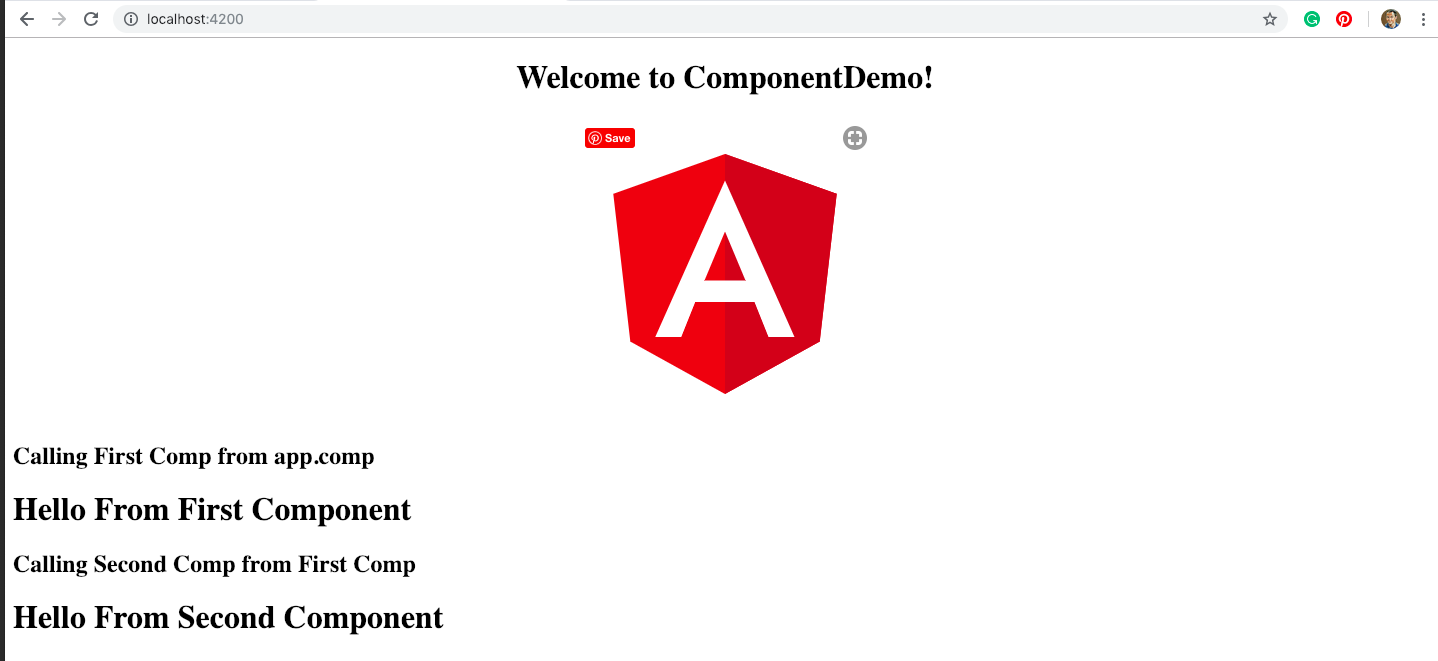 localhost:4200
Welcome to ComponentDemo!
Save
A
Calling First Comp from app.comp
Hello From First Component
Calling Second Comp from First Comp
Hello From Second Component